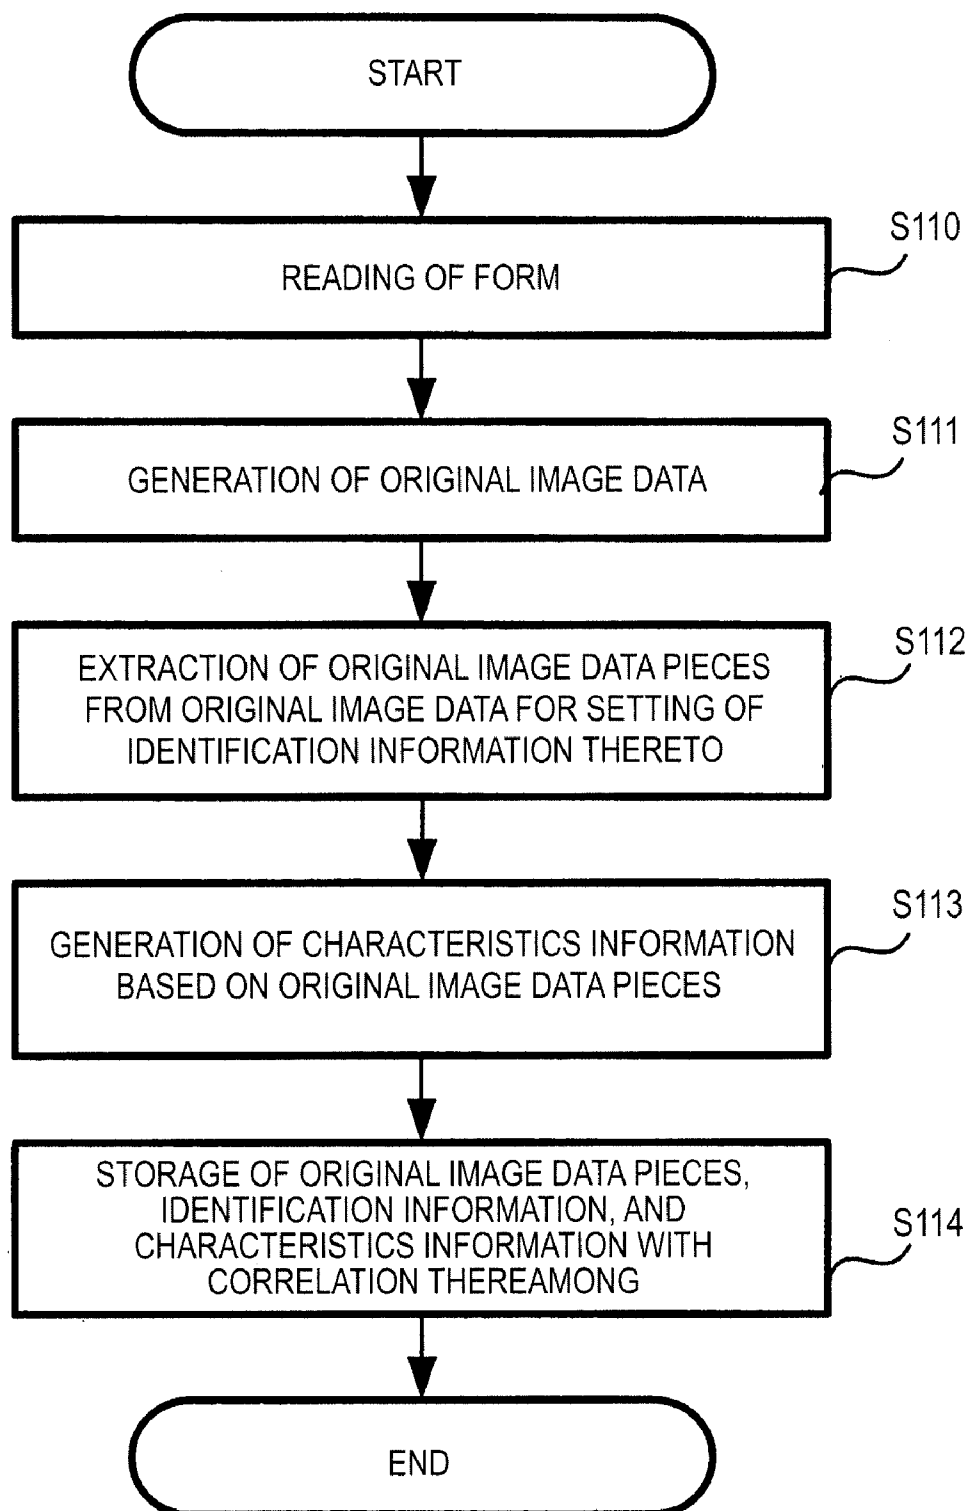 START
S110
READING OF FORM
S111
GENERATION OF ORIGINAL IMAGE DATA
S112
EXTRACTION OF ORIGINAL IMAGE DATA PIECES
FROM ORIGINAL IMAGE DATA FOR SETTING OF
IDENTIFICATION INFORMATION THERETO
S113
GENERATION OF CHARACTERISTICS INFORMATION
BASED ON ORIGINAL IMAGE DATA PIECES
STORAGE OF ORIGINAL IMAGE DATA PIECES,
IDENTIFICATION INFORMATION, AND
CHARACTERISTICS INFORMATION WITH
CORRELATION THEREAMONG
S114
END